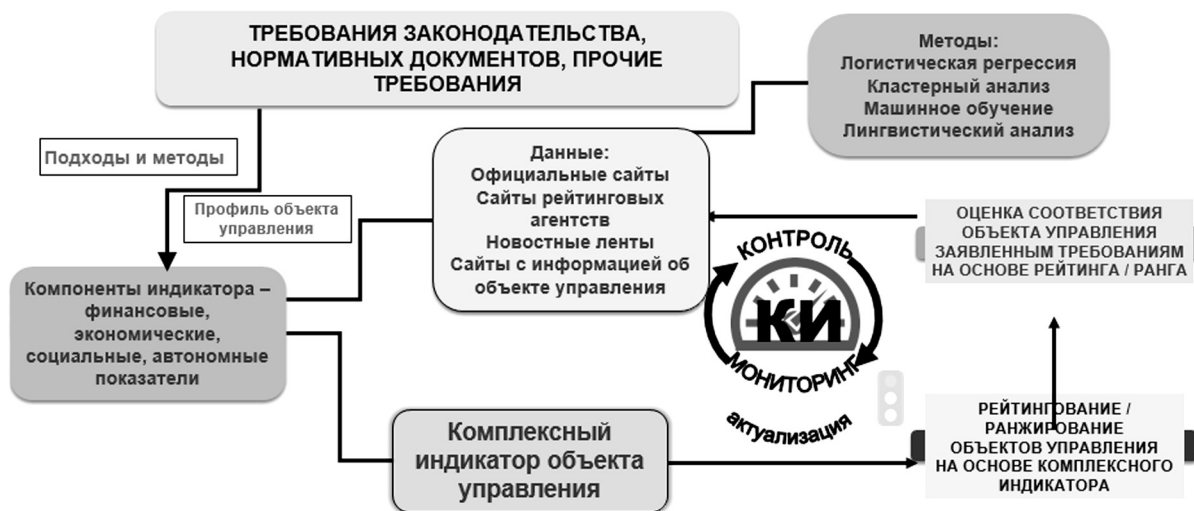 ТРЕБОВАНИЯ ЗАКОНОДАТЕЛЬСТВА,
НОРМАТИВНЫХ ДОКУМЕНТОВ, ПРОЧИЕ
ТРЕБОВАНИЯ
Методы:
Логистическая регрессия
Кластерный анализ
Машинное обучение
Лингвистический анализ
Подходы и методы
Профиль объекта
управления
Данные:
Официальные сайты
Сайты рейтинговых
агентств
Новостные ленты
Сайты с информацией об
объекте управления
ОЦЕНКА СООТВЕТСТВИЯ
ОБЪЕКТА УПРАВЛЕНИЯ
ЗАЯВЛЕННЫМ ТРЕБОВАНИЯМ
НА ОСНОВЕ РЕЙТИНГА / РАНГА
Компоненты индикатора –
финансовые,
экономические,
социальные, автономные
показатели
КОНТРОЛЬ
КИ
МОНИТОРИНГ
актуализация
Комплексный
индикатор объекта
управления
РЕЙТИНГОВАНИЕ /
РАНЖИРОВАНИЕ
ОБЪЕКТОВ УПРАВЛЕНИЯ
НА ОСНОВЕ КОМПЛЕКСНОГО
ИНДИКАТОРА